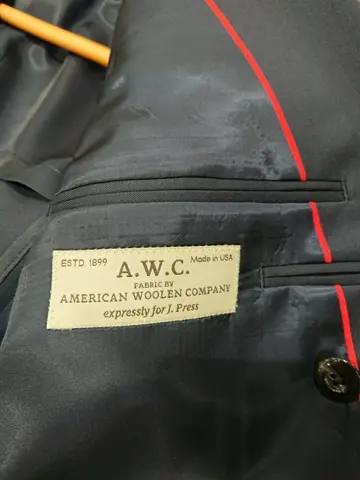 ESTD. 1899 Made in USA
A.W.C.
FABRIC BY
AMERICAN WOOLEN COMPANY
expressly for J. Press